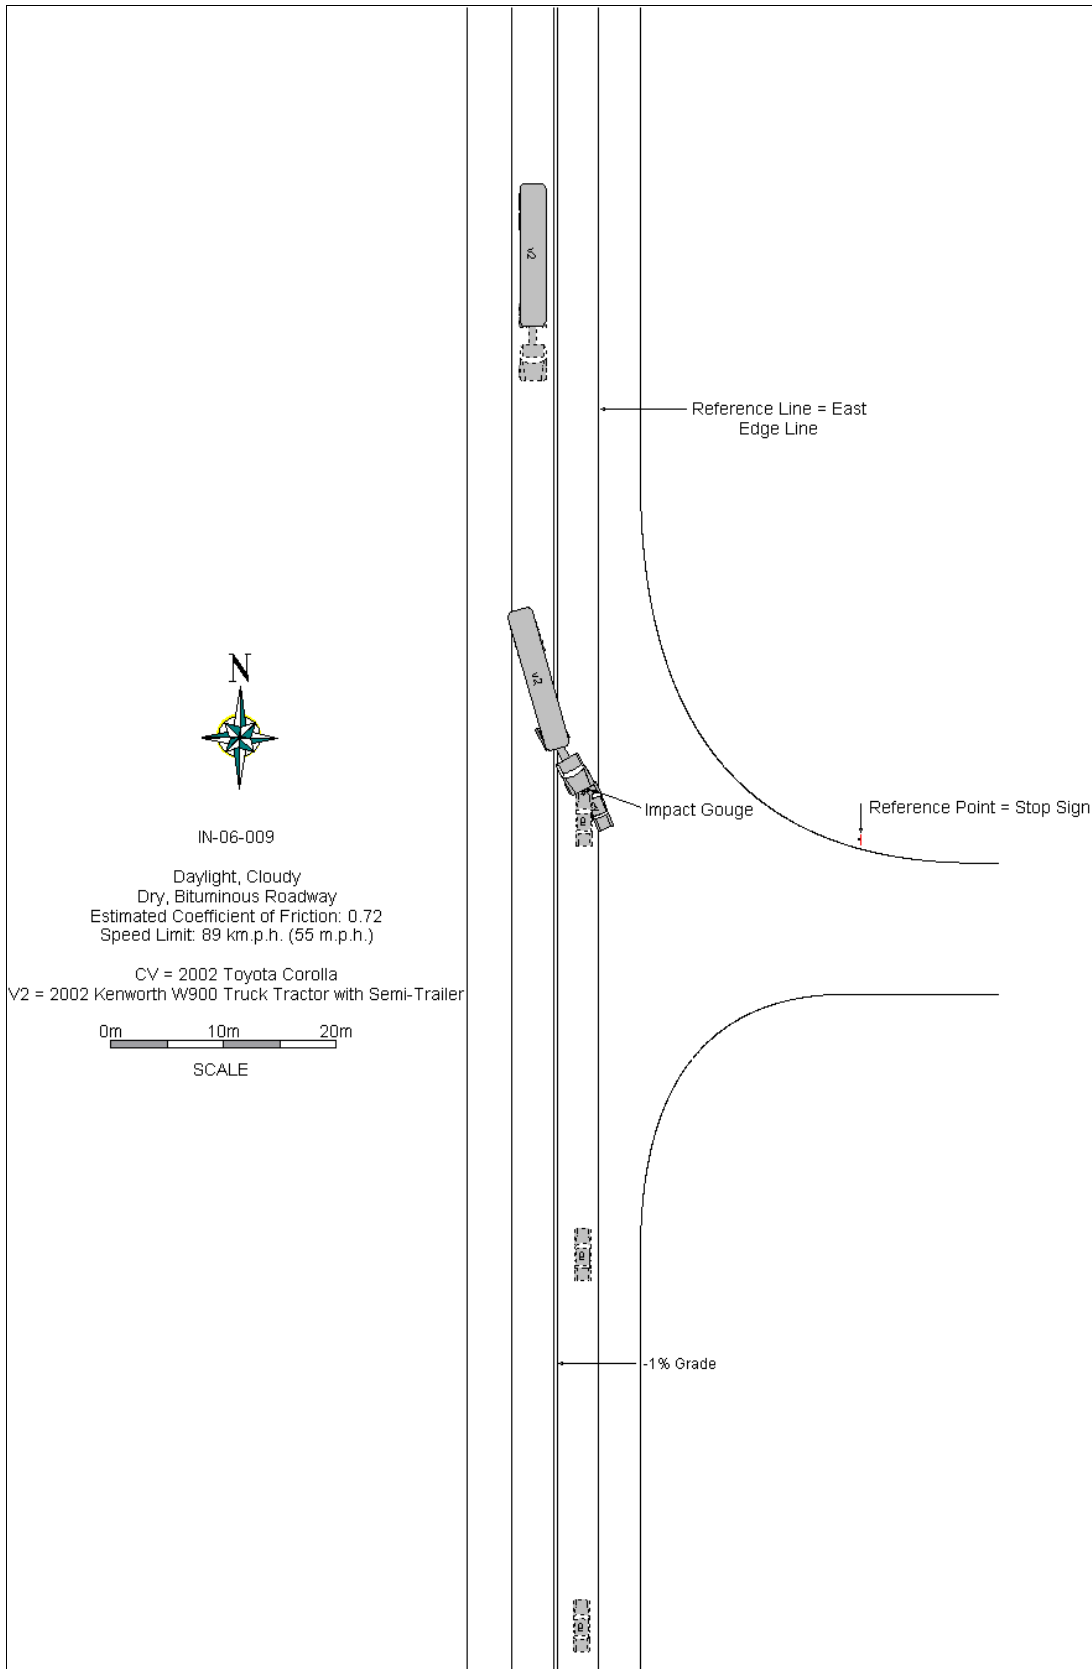 v2
Reference Line = East
Edge Line
v2
N
Impact Gouge
Reference Point = Stop Sign
IN-06-009
Daylight, Cloudy
Dry, Bituminous Roadway
Estimated Coefficient of Friction: 0.72
Speed Limit: 89 km.p.h. (55 m.p.h.)
CV = 2002 Toyota Corolla
V2 = 2002 Kenworth W900 Truck Tractor with Semi-Trailer
0m 10m 20m
SCALE
-1% Grade